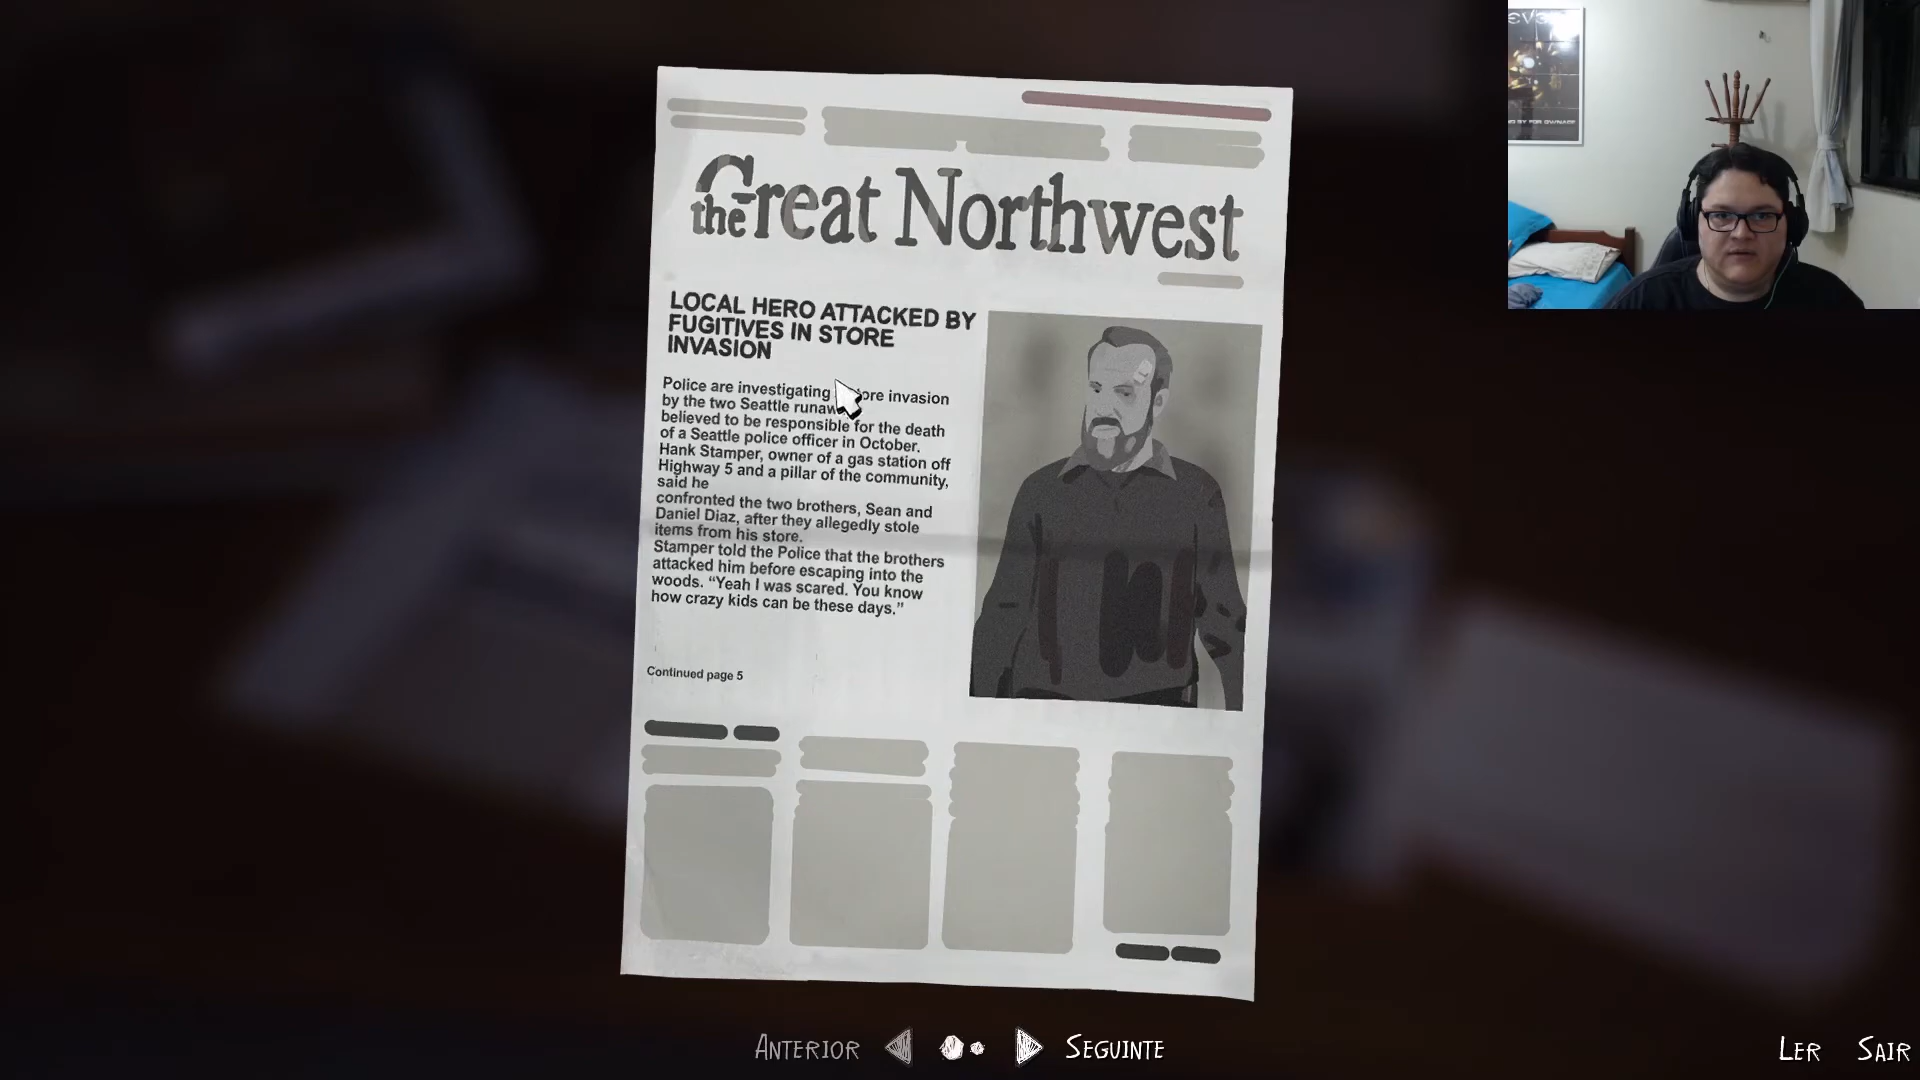 the Great Northwest
LOCAL HERO ATTACKED BY
FUGITIVES IN STORE
INVASION
Police are investigating invasion
by the two Seattle
believed to be responsible for the death
of a Seattle police officer in October.
Hank Stamper, owner of a gas station off
Highway 5 and a pillar of the community,
said he
confronted the two brothers, Sean and
Daniel Diaz, after they allegedly stole
items from his store.
Stamper told the Police that the brothers
attacked him before escaping into the
woods. “Yeah I was scared. You know
how crazy kids can be these days.”
Continued page 5
ANTERIOR
SEGUINTE
LER
SAIR